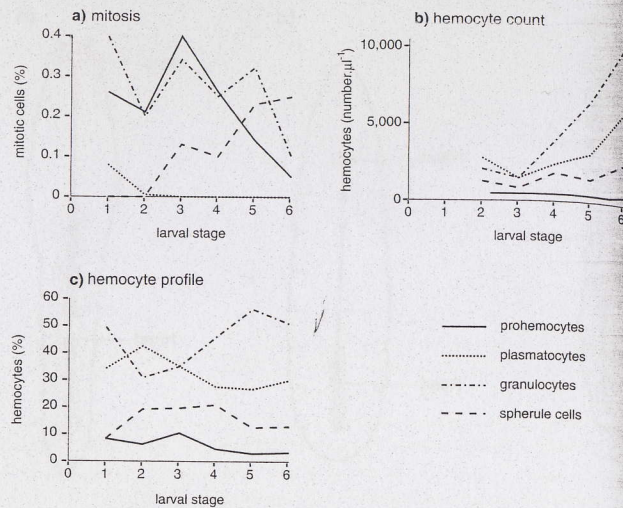 a) mitosis
mitotic cells (%)
0.4
0.3
0.2
0.1
0
0 1 2 3 4 5 6
larval stage
b) hemocyte count
hemocytes (number.µl⁻¹)
10,000
5,000
0
0 1 2 3 4 5 6
larval stage
c) hemocyte profile
hemocytes (%)
60
50
40
30
20
10
0
0 1 2 3 4 5 6
larval stage
prohemocytes
plasmatocytes
granulocytes
spherule cells